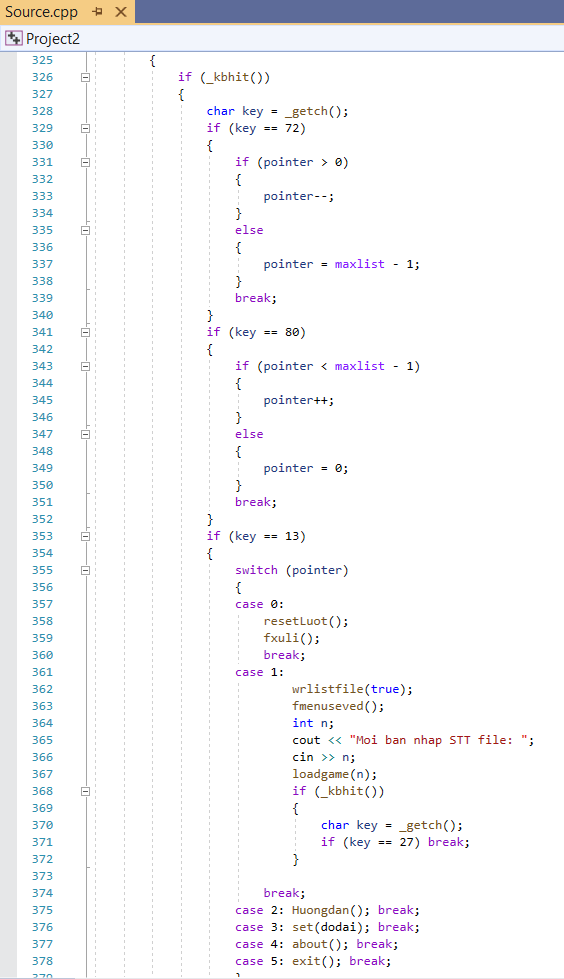 Source.cpp
Project2
325 {
326 if (_kbhit())
327 {
328 char key = _getch();
329 if (key == 72)
330 {
331 if (pointer > 0)
332 {
333 pointer--;
334 }
335 else
336 {
337 pointer = maxlist - 1;
338 }
339 break;
340 }
341 if (key == 80)
342 {
343 if (pointer < maxlist - 1)
344 {
345 pointer++;
346 }
347 else
348 {
349 pointer = 0;
350 }
351 break;
352 }
353 if (key == 13)
354 {
355 switch (pointer)
356 {
357 case 0:
358 resetLuot();
359 fxuli();
360 break;
361 case 1:
362 wrlistfile(true);
363 fmenuseved();
364 int n;
365 cout << "Moi ban nhap STT file: ";
366 cin >> n;
367 loadgame(n);
368 if (_kbhit())
369 {
370 char key = _getch();
371 if (key == 27) break;
372 }
373
374 break;
375 case 2: Huongdan(); break;
376 case 3: set(dodai); break;
377 case 4: about(); break;
378 case 5: exit(); break;
379